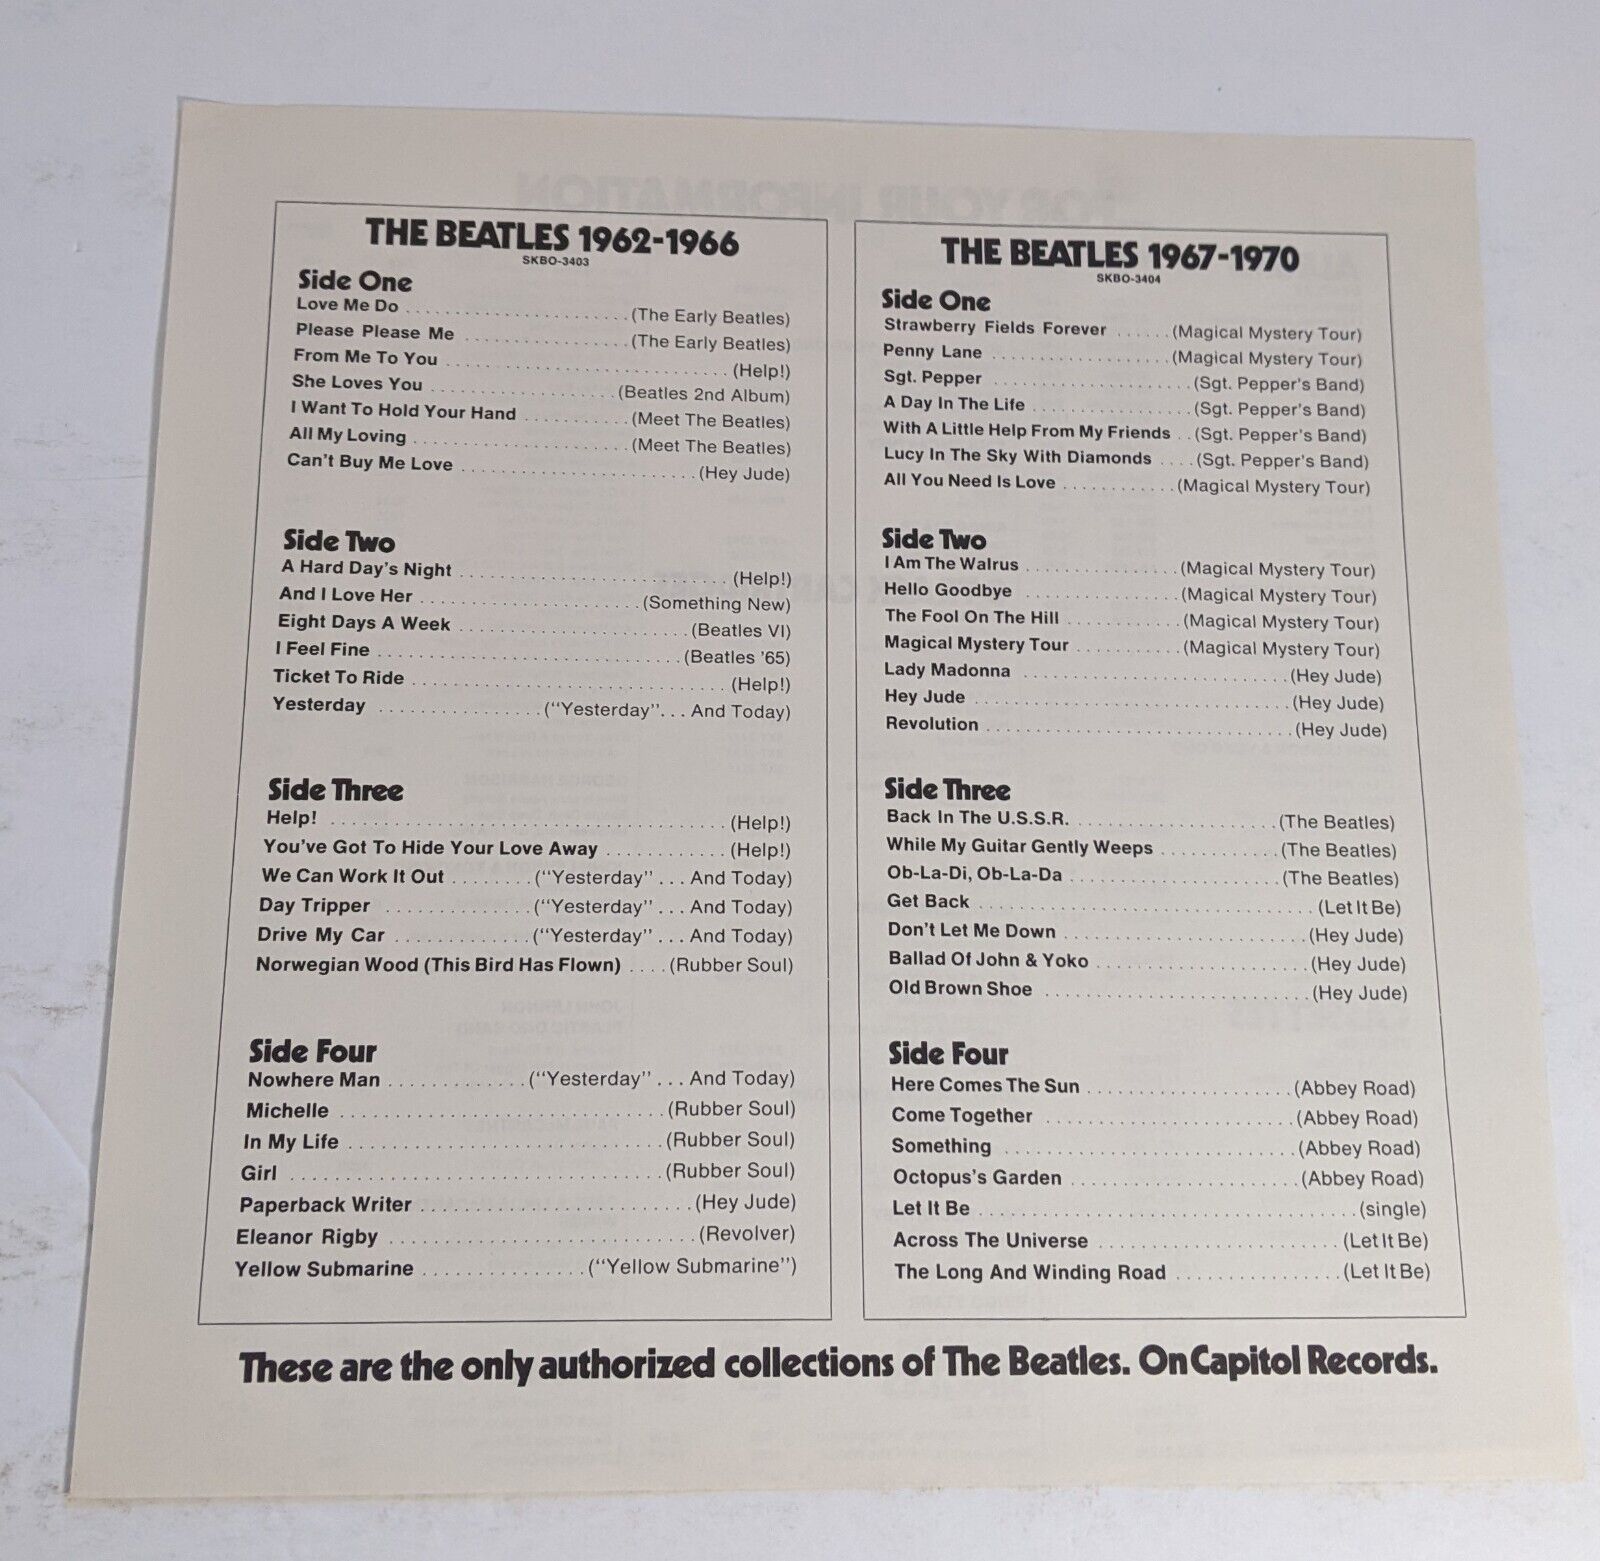 THE BEATLES 1962-1966
SKBO-3403
Side One
Love Me Do . . . . . . . . . . . . . . . . . . . . . . (The Early Beatles)
Please Please Me . . . . . . . . . . . . . . . . (The Early Beatles)
From Me To You . . . . . . . . . . . . . . . . . . . . . . . . . . . (Help!)
She Loves You . . . . . . . . . . . . . . . . . . (Beatles 2nd Album)
I Want To Hold Your Hand . . . . . . . . . . (Meet The Beatles)
All My Loving . . . . . . . . . . . . . . . . . . . . . (Meet The Beatles)
Can't Buy Me Love . . . . . . . . . . . . . . . . . . . . . . . (Hey Jude)
Side Two
A Hard Day's Night . . . . . . . . . . . . . . . . . . . . . . . . . . (Help!)
And I Love Her . . . . . . . . . . . . . . . . . . . . . (Something New)
Eight Days A Week . . . . . . . . . . . . . . . . . . . . . . (Beatles VI)
I Feel Fine . . . . . . . . . . . . . . . . . . . . . . . . . . . . . (Beatles '65)
Ticket To Ride . . . . . . . . . . . . . . . . . . . . . . . . . . . . . . (Help!)
Yesterday . . . . . . . . . . . . . . . . ("Yesterday". . . And Today)
Side Three
Help! . . . . . . . . . . . . . . . . . . . . . . . . . . . . . . . . . . . . . (Help!)
You've Got To Hide Your Love Away . . . . . . . . . . . . (Help!)
We Can Work It Out . . . . . . . . ("Yesterday" . . . And Today)
Day Tripper . . . . . . . . . . . . . . ("Yesterday" . . . And Today)
Drive My Car . . . . . . . . . . . . . ("Yesterday" . . . And Today)
Norwegian Wood (This Bird Has Flown) . . . . (Rubber Soul)
Side Four
Nowhere Man . . . . . . . . . . . . . ("Yesterday" . . . And Today)
Michelle . . . . . . . . . . . . . . . . . . . . . . . . . . . . . . . (Rubber Soul)
In My Life . . . . . . . . . . . . . . . . . . . . . . . . . . . . . . (Rubber Soul)
Girl . . . . . . . . . . . . . . . . . . . . . . . . . . . . . . . . . . . (Rubber Soul)
Paperback Writer . . . . . . . . . . . . . . . . . . . . . . . . . . (Hey Jude)
Eleanor Rigby . . . . . . . . . . . . . . . . . . . . . . . . . . . . . (Revolver)
Yellow Submarine . . . . . . . . . . . . . . . ("Yellow Submarine")
THE BEATLES 1967-1970
SKBO-3404
Side One
Strawberry Fields Forever . . . . . . (Magical Mystery Tour)
Penny Lane . . . . . . . . . . . . . . . . . (Magical Mystery Tour)
Sgt. Pepper . . . . . . . . . . . . . . . . . . . (Sgt. Pepper's Band)
A Day In The Life . . . . . . . . . . . . . . . (Sgt. Pepper's Band)
With A Little Help From My Friends . . (Sgt. Pepper's Band)
Lucy In The Sky With Diamonds . . . . (Sgt. Pepper's Band)
All You Need Is Love . . . . . . . . . . . . (Magical Mystery Tour)
Side Two
I Am The Walrus . . . . . . . . . . . . . . . . (Magical Mystery Tour)
Hello Goodbye . . . . . . . . . . . . . . . . (Magical Mystery Tour)
The Fool On The Hill . . . . . . . . . . . . (Magical Mystery Tour)
Magical Mystery Tour . . . . . . . . . . . (Magical Mystery Tour)
Lady Madonna . . . . . . . . . . . . . . . . . . . . . . . . . . (Hey Jude)
Hey Jude . . . . . . . . . . . . . . . . . . . . . . . . . . . . . . (Hey Jude)
Revolution . . . . . . . . . . . . . . . . . . . . . . . . . . . . . (Hey Jude)
Side Three
Back In The U.S.S.R. . . . . . . . . . . . . . . . . . . . . (The Beatles)
While My Guitar Gently Weeps . . . . . . . . . . . . (The Beatles)
Ob-La-Di, Ob-La-Da . . . . . . . . . . . . . . . . . . . . . (The Beatles)
Get Back . . . . . . . . . . . . . . . . . . . . . . . . . . . . . . . . (Let It Be)
Don't Let Me Down . . . . . . . . . . . . . . . . . . . . . . . (Hey Jude)
Ballad Of John & Yoko . . . . . . . . . . . . . . . . . . . . (Hey Jude)
Old Brown Shoe . . . . . . . . . . . . . . . . . . . . . . . . . (Hey Jude)
Side Four
Here Comes The Sun . . . . . . . . . . . . . . . . . . . . (Abbey Road)
Come Together . . . . . . . . . . . . . . . . . . . . . . . . (Abbey Road)
Something . . . . . . . . . . . . . . . . . . . . . . . . . . . . (Abbey Road)
Octopus's Garden . . . . . . . . . . . . . . . . . . . . . . (Abbey Road)
Let It Be . . . . . . . . . . . . . . . . . . . . . . . . . . . . . . . . . . . . (single)
Across The Universe . . . . . . . . . . . . . . . . . . . . . . . (Let It Be)
The Long And Winding Road . . . . . . . . . . . . . . . . (Let It Be)
These are the only authorized collections of The Beatles. On Capitol Records.